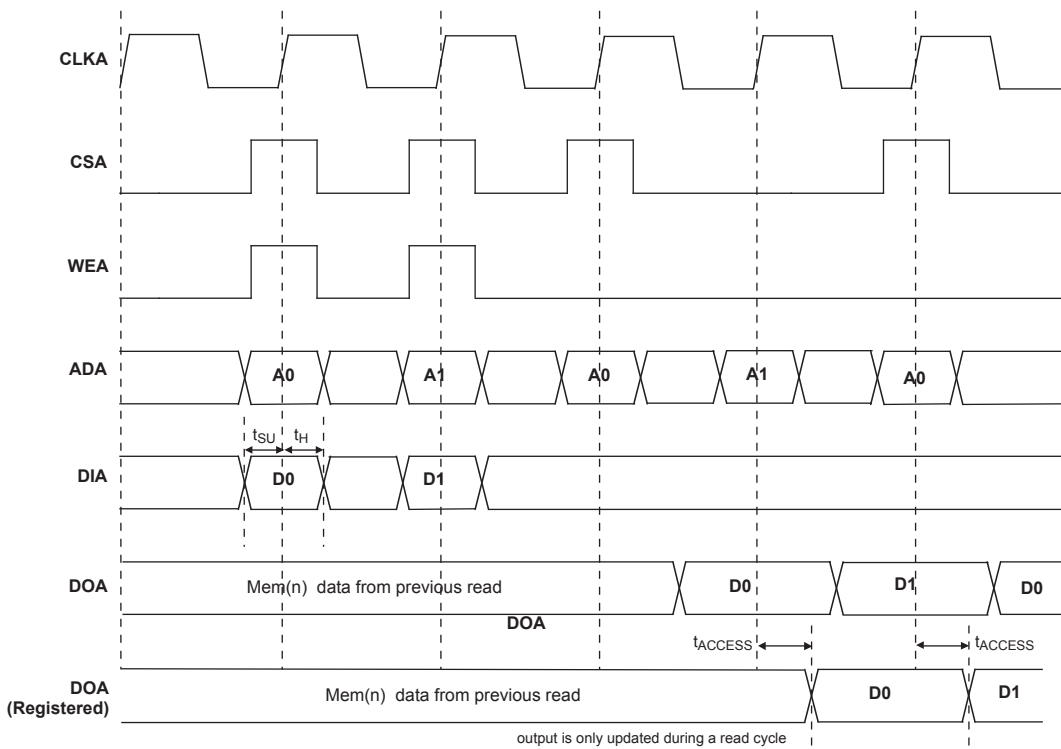 CLKA
CSA
WEA
ADA
A0 A1 A0 A1 A0
tSU tH
DIA
D0 D1
DOA
Mem(n) data from previous read D0 D1 D0
DOA
tACCESS tACCESS
DOA
(Registered)
Mem(n) data from previous read D0 D1
output is only updated during a read cycle